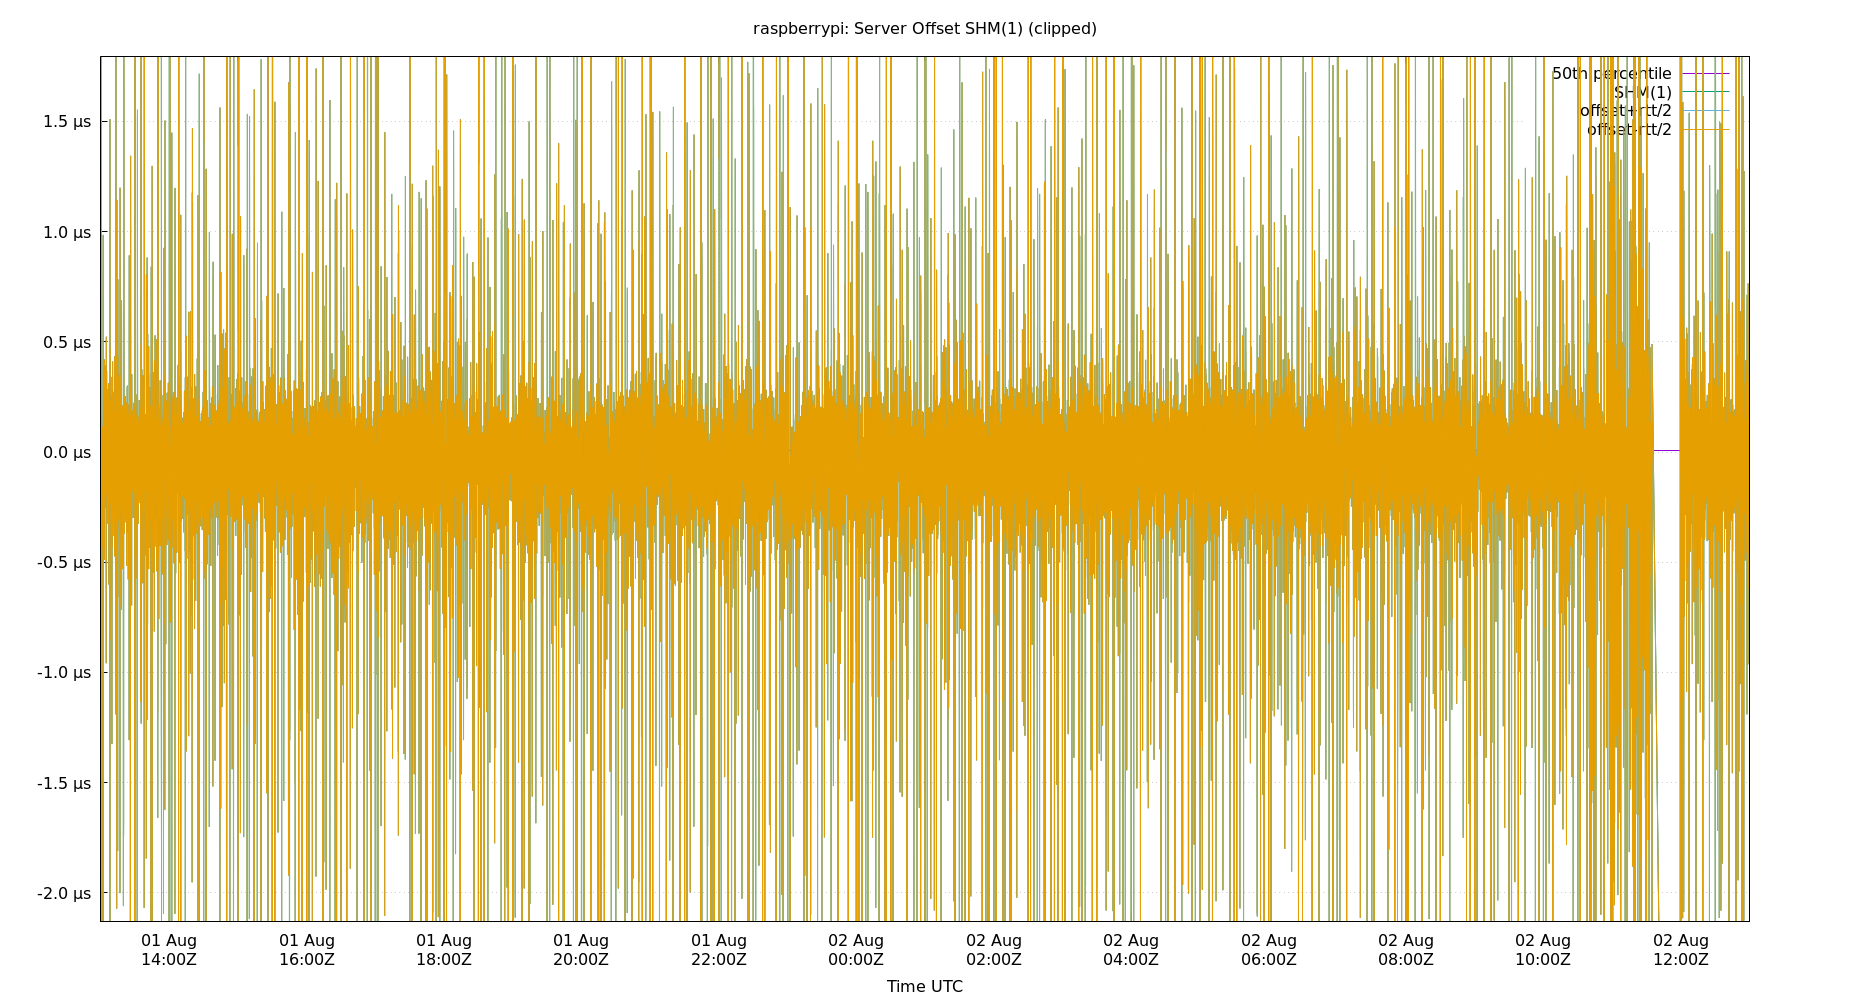 raspberrypi: Server Offset SHM(1) (clipped)
50th percentile
SHM(1)
offset+rtt/2
offset-rtt/2
1.5 µs
1.0 µs
0.5 µs
0.0 µs
-0.5 µs
-1.0 µs
-1.5 µs
-2.0 µs
01 Aug 01 Aug 01 Aug 01 Aug 01 Aug 02 Aug 02 Aug 02 Aug 02 Aug 02 Aug 02 Aug 02 Aug
14:00Z 16:00Z 18:00Z 20:00Z 22:00Z 00:00Z 02:00Z 04:00Z 06:00Z 08:00Z 10:00Z 12:00Z
Time UTC